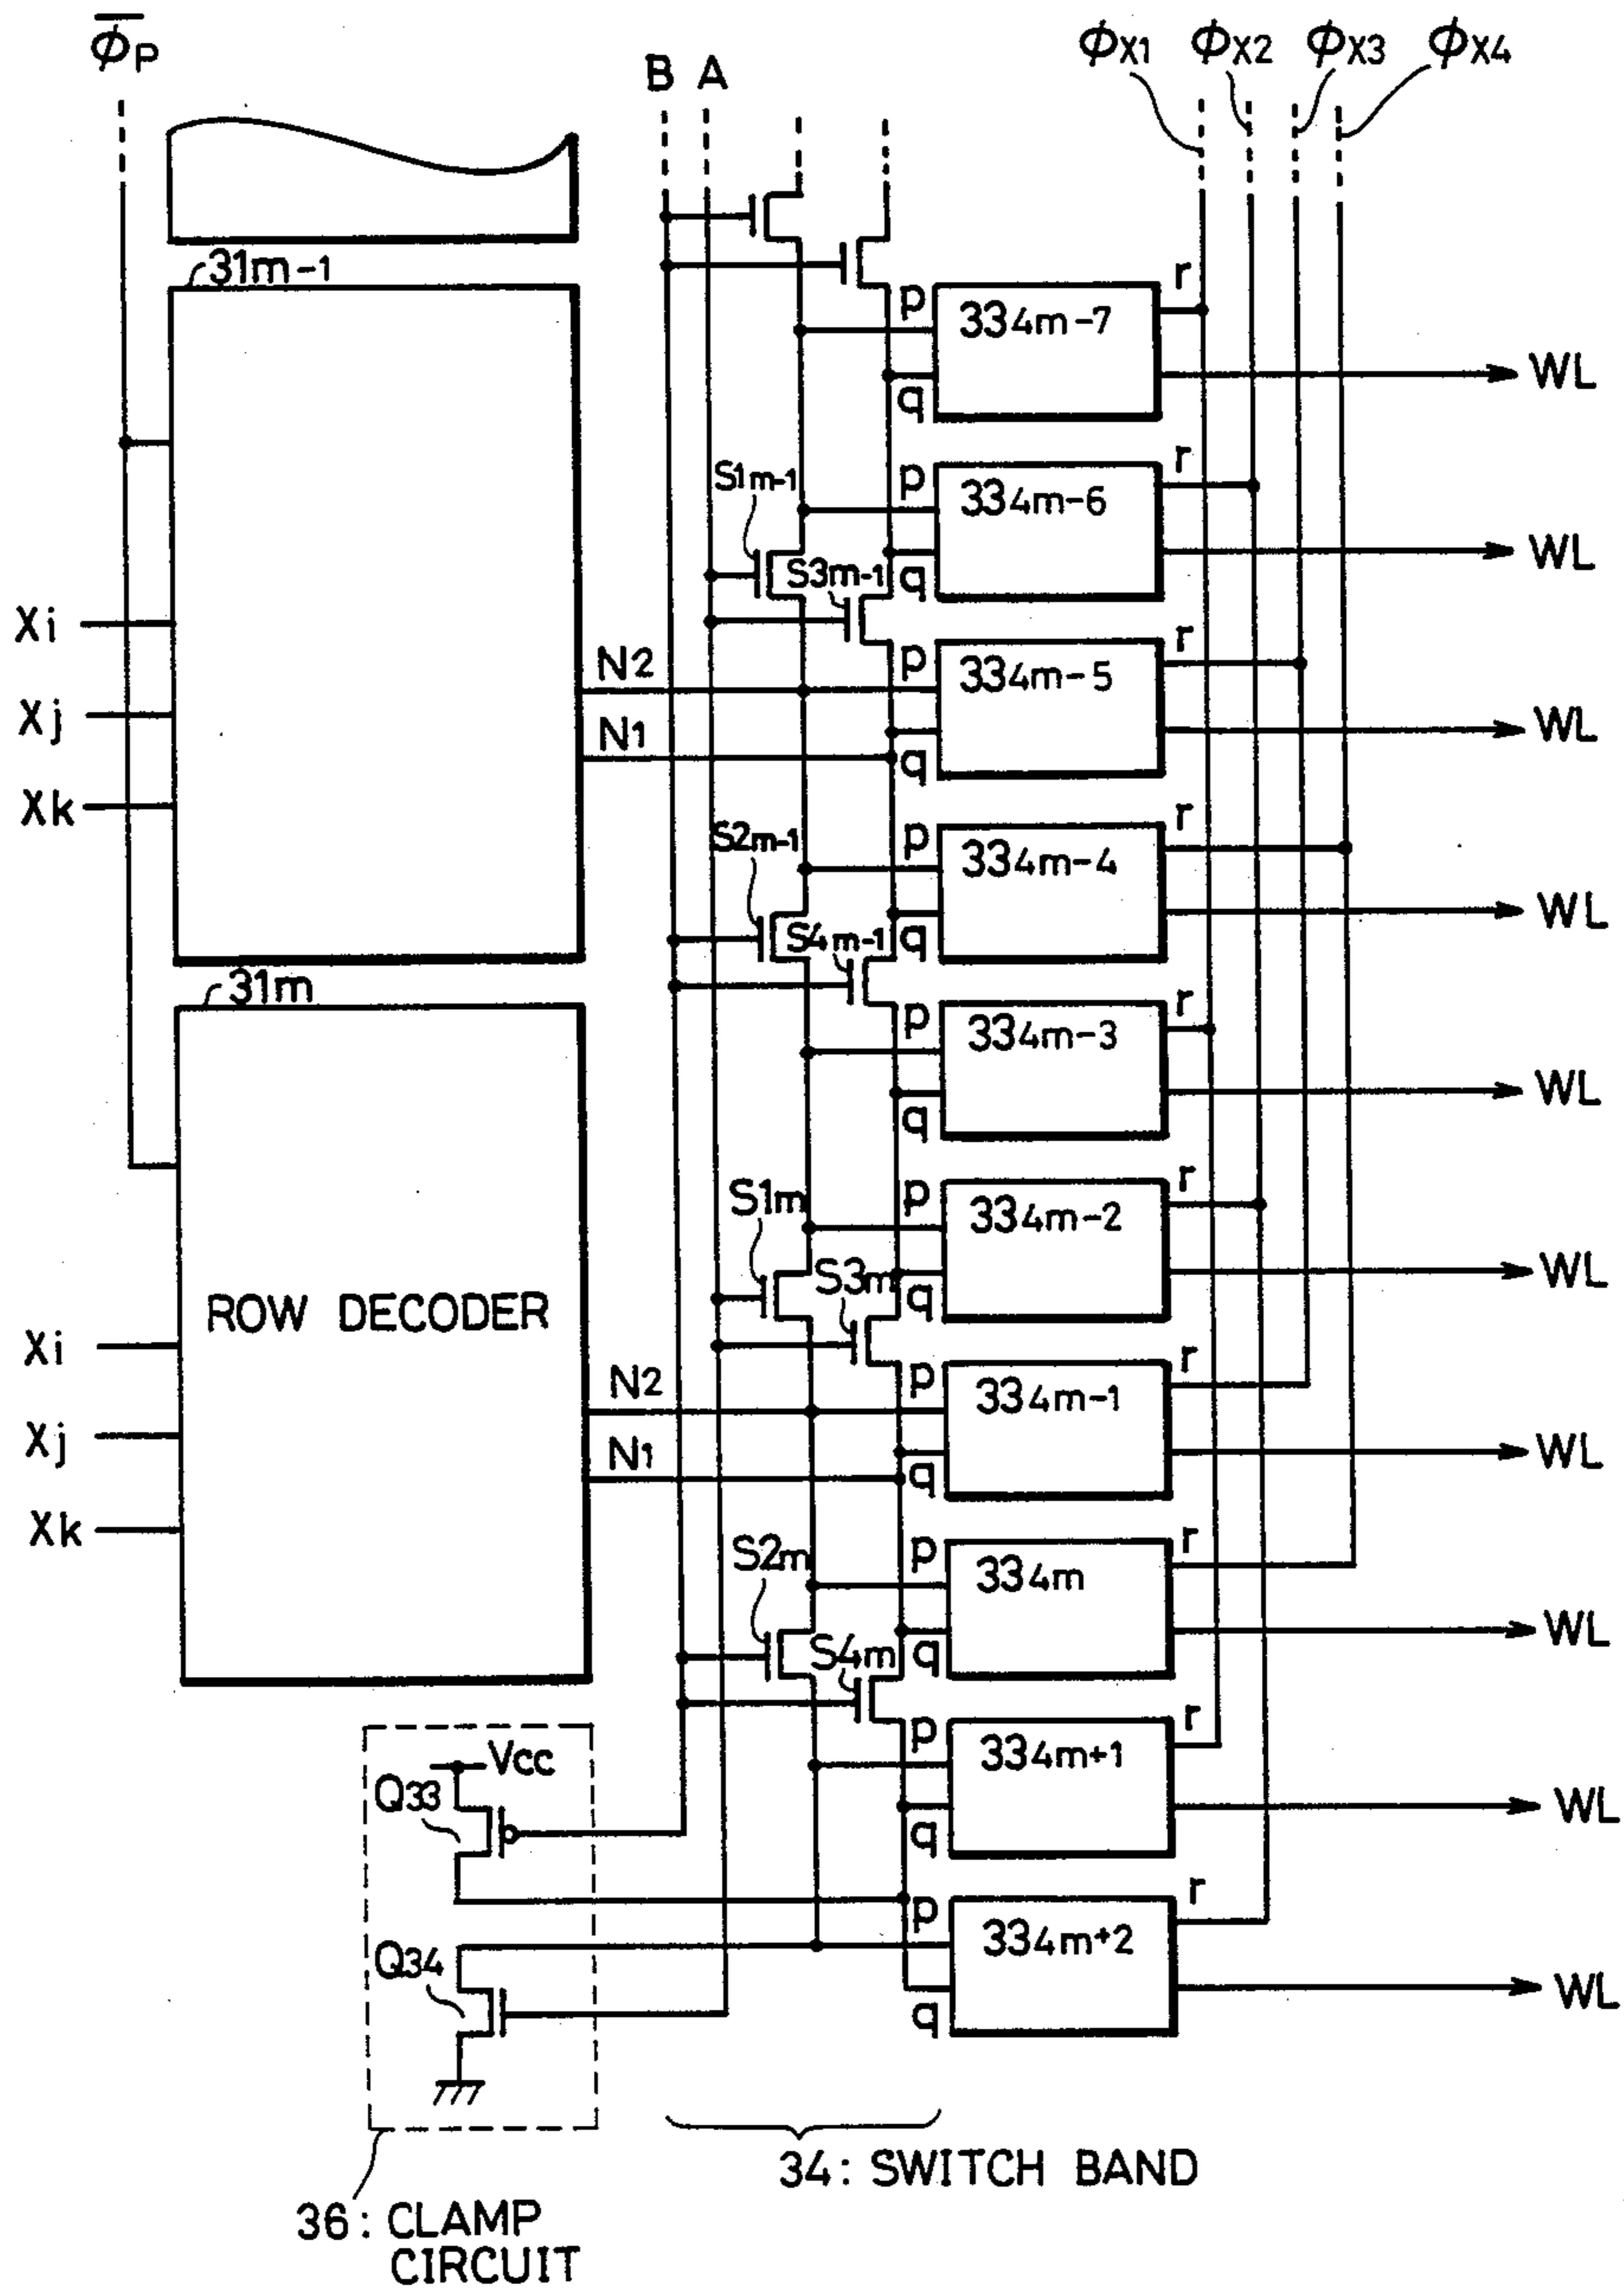 φ̅P
B A
φX1 φX2 φX3 φX4
31m-1
r
p 334m-7
q
WL
r
S1m-1 p 334m-6
q
WL
S3m-1
Xi
r
N2 p 334m-5
Xj
WL
N1 q
Xk
r
S2m-1 p 334m-4
WL
S4m-1 q
31m
r
p 334m-3
WL
q
r
S1m p 334m-2
WL
S3m q
ROW DECODER
Xi
r
N2 p 334m-1
Xj
WL
N1 q
Xk
r
S2m p 334m
WL
S4m q
r
p 334m+1
Vcc
Q33
WL
q
r
p 334m+2
Q34
WL
q
34: SWITCH BAND
36: CLAMP
CIRCUIT